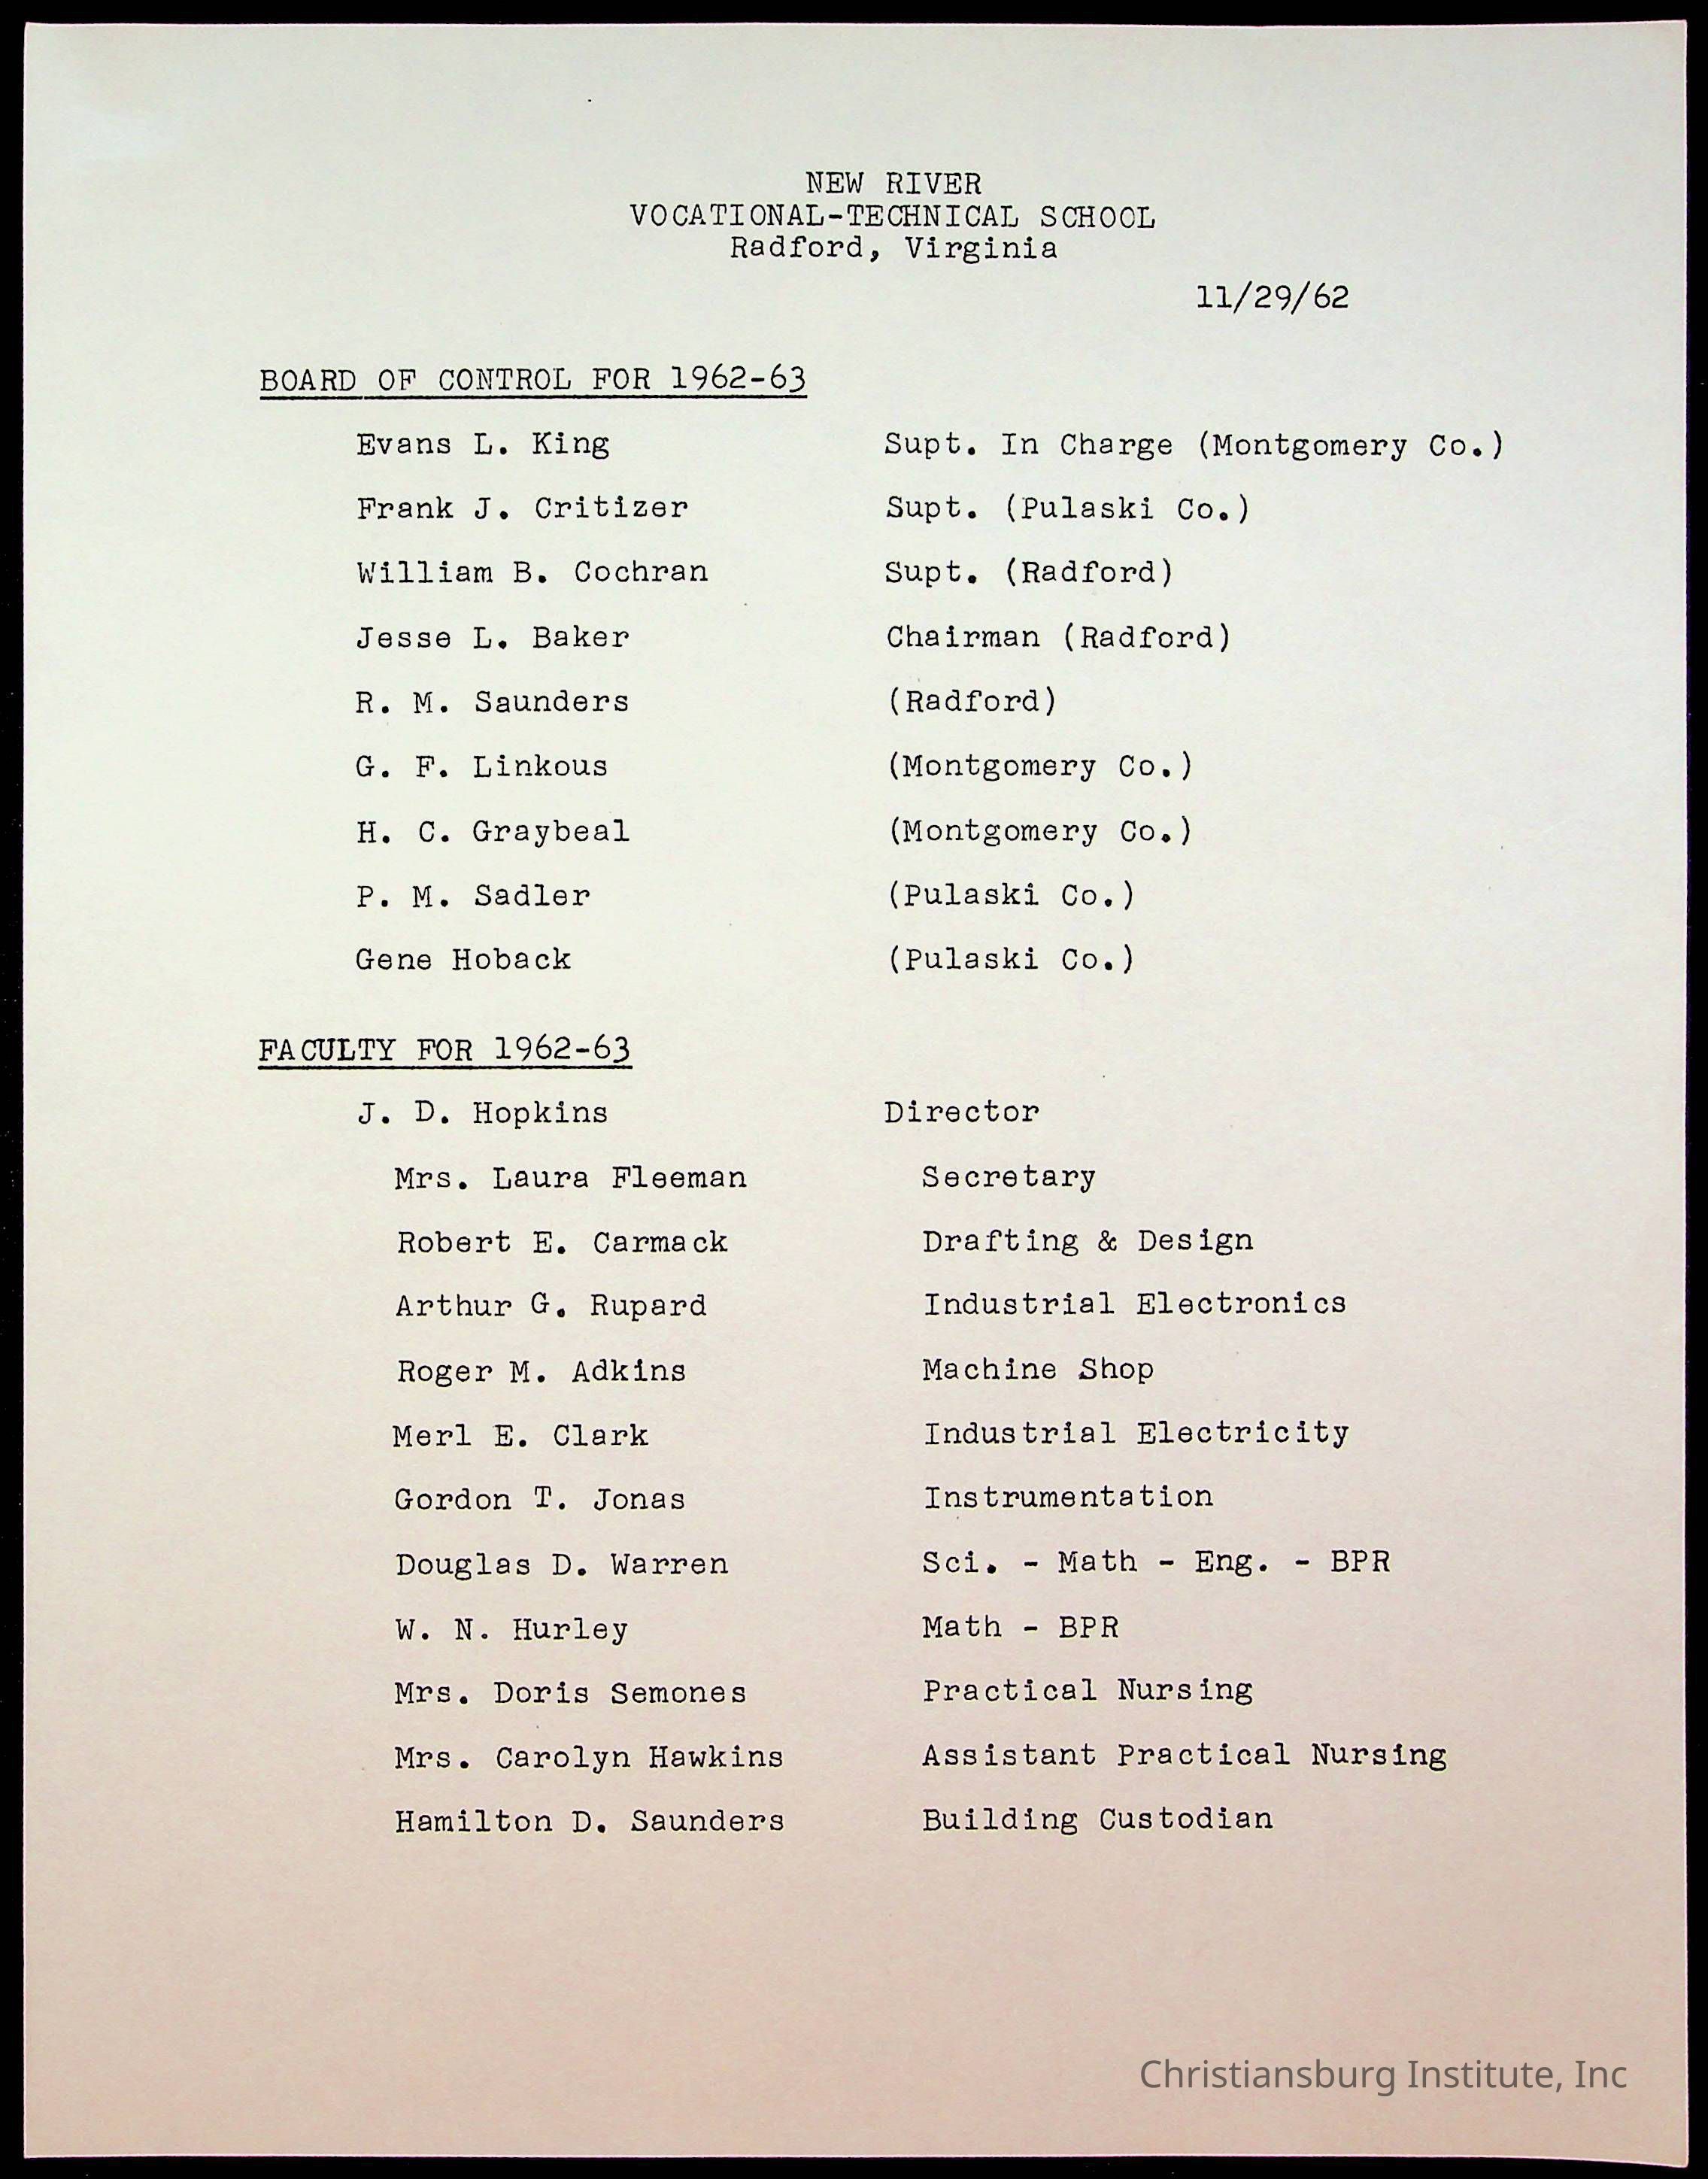 NEW RIVER
VOCATIONAL-TECHNICAL SCHOOL
Radford, Virginia
11/29/62
BOARD OF CONTROL FOR 1962-63
Evans L. King Supt. In Charge (Montgomery Co.)
Frank J. Critizer Supt. (Pulaski Co.)
William B. Cochran Supt. (Radford)
Jesse L. Baker Chairman (Radford)
R. M. Saunders (Radford)
G. F. Linkous (Montgomery Co.)
H. C. Graybeal (Montgomery Co.)
P. M. Sadler (Pulaski Co.)
Gene Hoback (Pulaski Co.)
FACULTY FOR 1962-63
J. D. Hopkins Director
Mrs. Laura Fleeman Secretary
Robert E. Carmack Drafting & Design
Arthur G. Rupard Industrial Electronics
Roger M. Adkins Machine Shop
Merl E. Clark Industrial Electricity
Gordon T. Jonas Instrumentation
Douglas D. Warren Sci. - Math - Eng. - BPR
W. N. Hurley Math - BPR
Mrs. Doris Semones Practical Nursing
Mrs. Carolyn Hawkins Assistant Practical Nursing
Hamilton D. Saunders Building Custodian
Christiansburg Institute, Inc